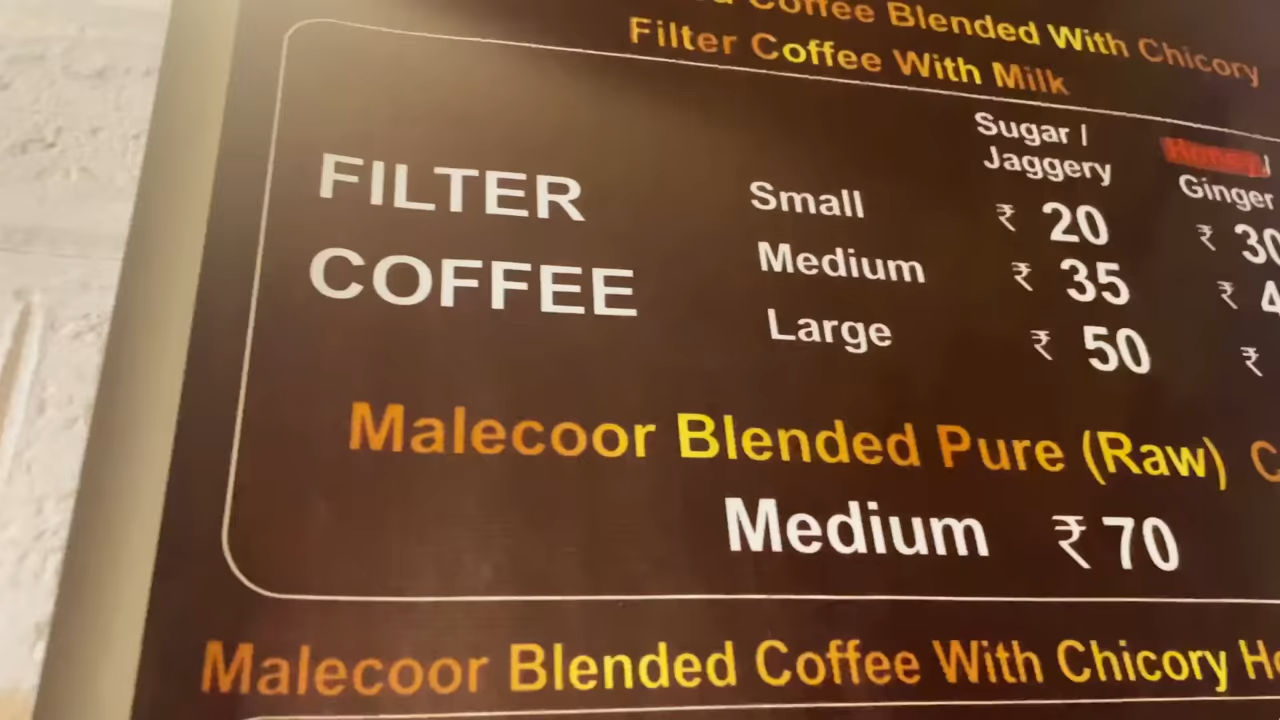 Coffee Blended With Chicory
Filter Coffee With Milk
Sugar /
Jaggery
Honey /
Ginger
FILTER
COFFEE
Small ₹ 20 ₹ 30
Medium ₹ 35 ₹ 4
Large ₹ 50 ₹
Malecoor Blended Pure (Raw)
Medium ₹ 70
Malecoor Blended Coffee With Chicory